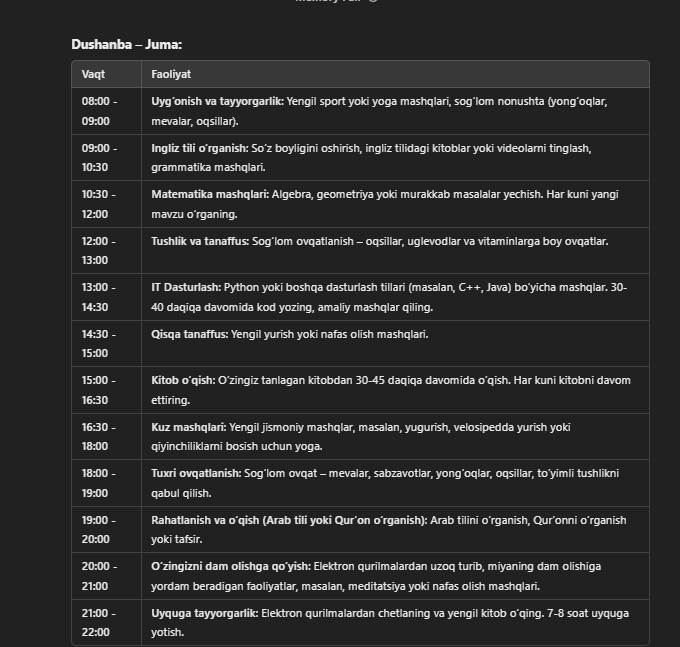 Dushanba – Juma:
Vaqt Faoliyat
08:00 - Uyg‘onish va tayyorgarlik: Yengil sport yoki yoga mashqlari, sog‘lom nonushta (yong‘oqlar,
09:00 mevalar, oqsillar).
09:00 - Ingliz tili o‘rganish: So‘z boyligini oshirish, ingliz tilidagi kitoblar yoki videolarni tinglash,
10:30 grammatika mashqlari.
10:30 - Matematika mashqlari: Algebra, geometriya yoki murakkab masalalar yechish. Har kuni yangi
12:00 mavzu o‘rganing.
12:00 - Tushlik va tanaffus: Sog‘lom ovqatlanish – oqsillar, uglevodlar va vitaminlarga boy ovqatlar.
13:00
13:00 - IT Dasturlash: Python yoki boshqa dasturlash tillari (masalan, C++, Java) bo‘yicha mashqlar. 30-
14:30 40 daqiqa davomida kod yozing, amaliy mashqlar qiling.
14:30 - Qisqa tanaffus: Yengil yurish yoki nafas olish mashqlari.
15:00
15:00 - Kitob o‘qish: O‘zingiz tanlagan kitobdan 30-45 daqiqa davomida o‘qish. Har kuni kitobni davom
16:30 ettiring.
16:30 - Kuz mashqlari: Yengil jismoniy mashqlar, masalan, yugurish, velosipedda yurish yoki
18:00 qiyinchiliklarni bosish uchun yoga.
18:00 - Tuxri ovqatlanish: Sog‘lom ovqat – mevalar, sabzavotlar, yong‘oqlar, oqsillar, to‘yimli tushlikni
19:00 qabul qilish.
19:00 - Rahatlanish va o‘qish (Arab tili yoki Qur'on o‘rganish): Arab tilini o‘rganish, Qur'onni o‘rganish
20:00 yoki tafsir.
20:00 - O‘zingizni dam olishga qo‘yish: Elektron qurilmalardan uzoq turib, miyaning dam olishiga
21:00 yordam beradigan faoliyatlar, masalan, meditatsiya yoki nafas olish mashqlari.
21:00 - Uyquga tayyorgarlik: Elektron qurilmalardan chetlaning va yengil kitob o‘qing. 7-8 soat uyquga
22:00 yotish.